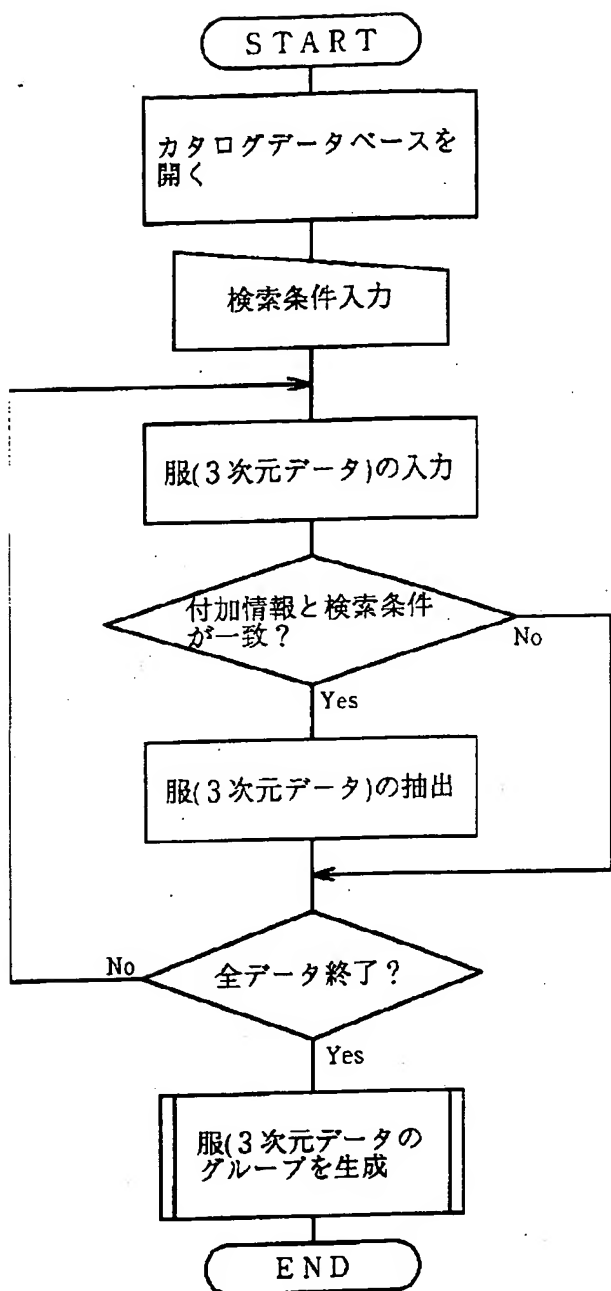 START
カタログデータベースを
開く
検索条件入力
服(3次元データ)の入力
付加情報と検索条件
が一致?
No
Yes
服(3次元データ)の抽出
No
全データ終了?
Yes
服(3次元データの
グループを生成
END